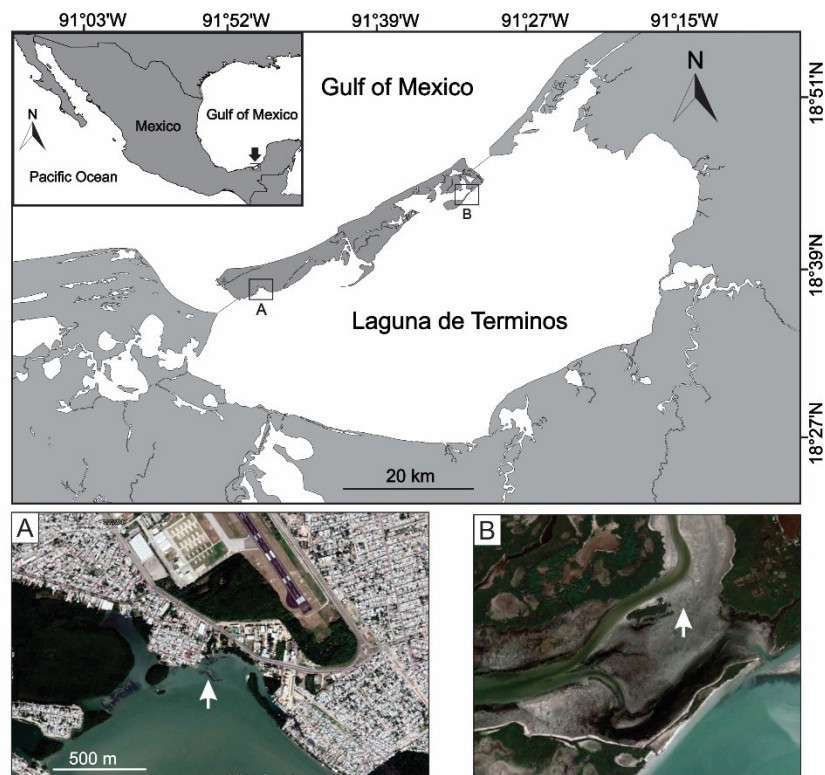 91°03'W 91°52'W 91°39'W 91°27'W 91°15'W
N
Mexico
Gulf of Mexico
Pacific Ocean
Gulf of Mexico
N
18°51'N
B
18°39'N
A
Laguna de Terminos
18°27'N
20 km
A
500 m
B